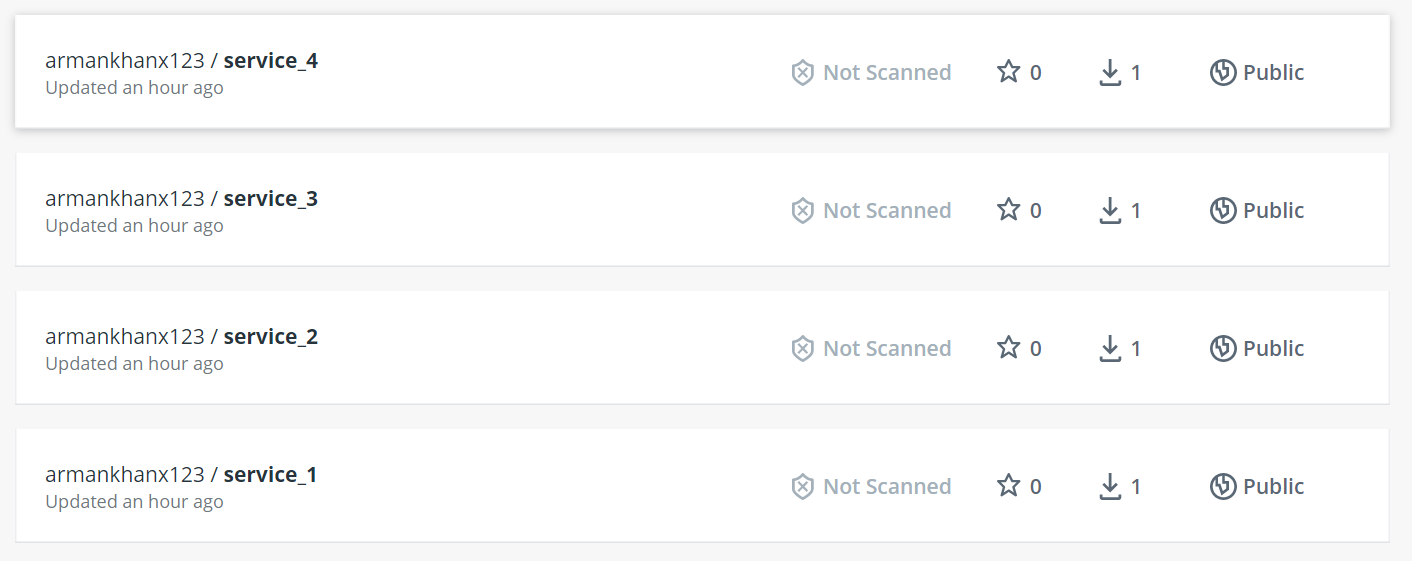 armankhanx123 / service_4 Not Scanned 0 1 Public
Updated an hour ago
armankhanx123 / service_3 Not Scanned 0 1 Public
Updated an hour ago
armankhanx123 / service_2 Not Scanned 0 1 Public
Updated an hour ago
armankhanx123 / service_1 Not Scanned 0 1 Public
Updated an hour ago